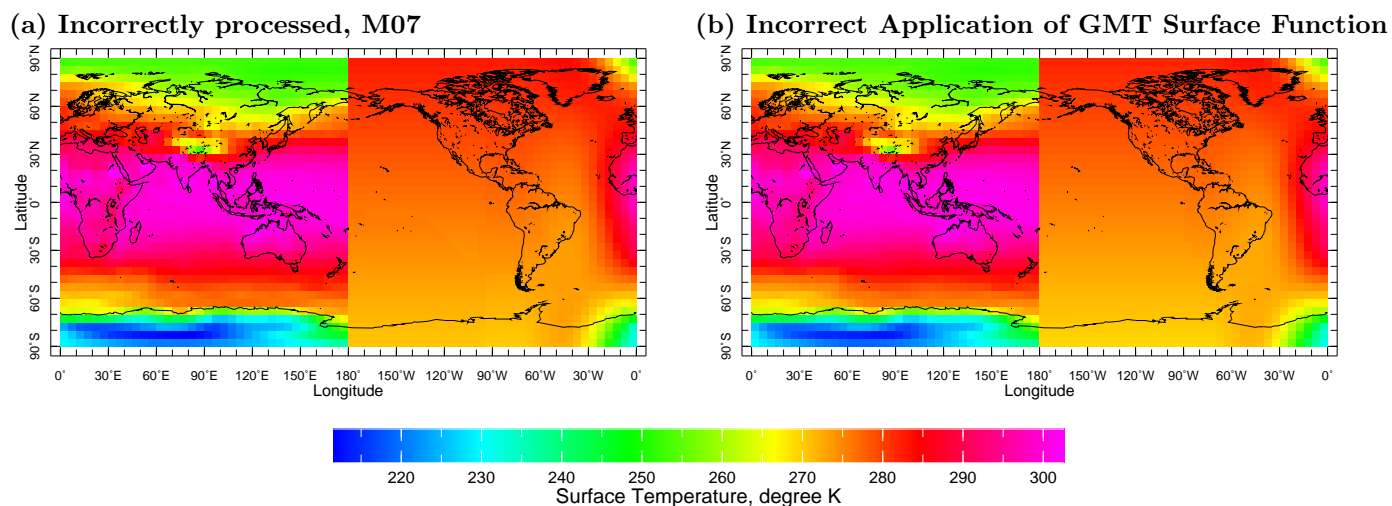 (a) Incorrectly processed, M07
(b) Incorrect Application of GMT Surface Function
90˚N
60˚N
30˚N
0˚
30˚S
60˚S
90˚S
Latitude
0˚ 30˚E 60˚E 90˚E 120˚E 150˚E 180˚ 150˚W 120˚W 90˚W 60˚W 30˚W 0˚
Longitude
90˚N
60˚N
30˚N
0˚
30˚S
60˚S
90˚S
Latitude
0˚ 30˚E 60˚E 90˚E 120˚E 150˚E 180˚ 150˚W 120˚W 90˚W 60˚W 30˚W 0˚
Longitude
220 230 240 250 260 270 280 290 300
Surface Temperature, degree K